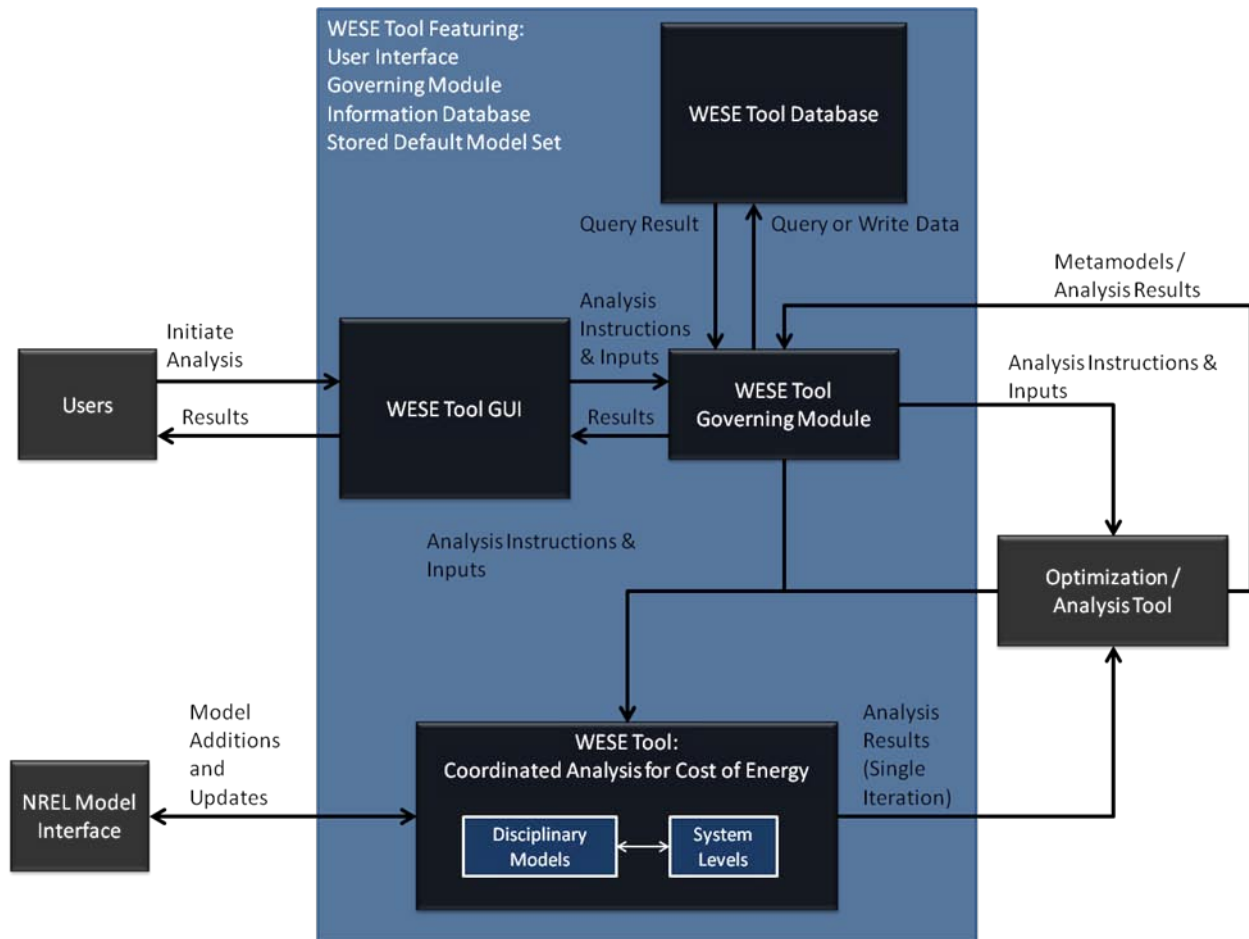 WESE Tool Featuring:
User Interface
Governing Module
Information Database
Stored Default Model Set
WESE Tool Database
Query Result
Query or Write Data
Metamodels /
Analysis Results
Analysis
Instructions
& Inputs
Initiate
Analysis
Analysis Instructions &
Inputs
Users
WESE Tool GUI
WESE Tool
Governing Module
Results
Results
Analysis Instructions &
Inputs
Optimization /
Analysis Tool
Model
Additions
and
Updates
WESE Tool:
Coordinated Analysis for Cost of Energy
Analysis
Results
(Single
Iteration)
NREL Model
Interface
Disciplinary
Models
System
Levels